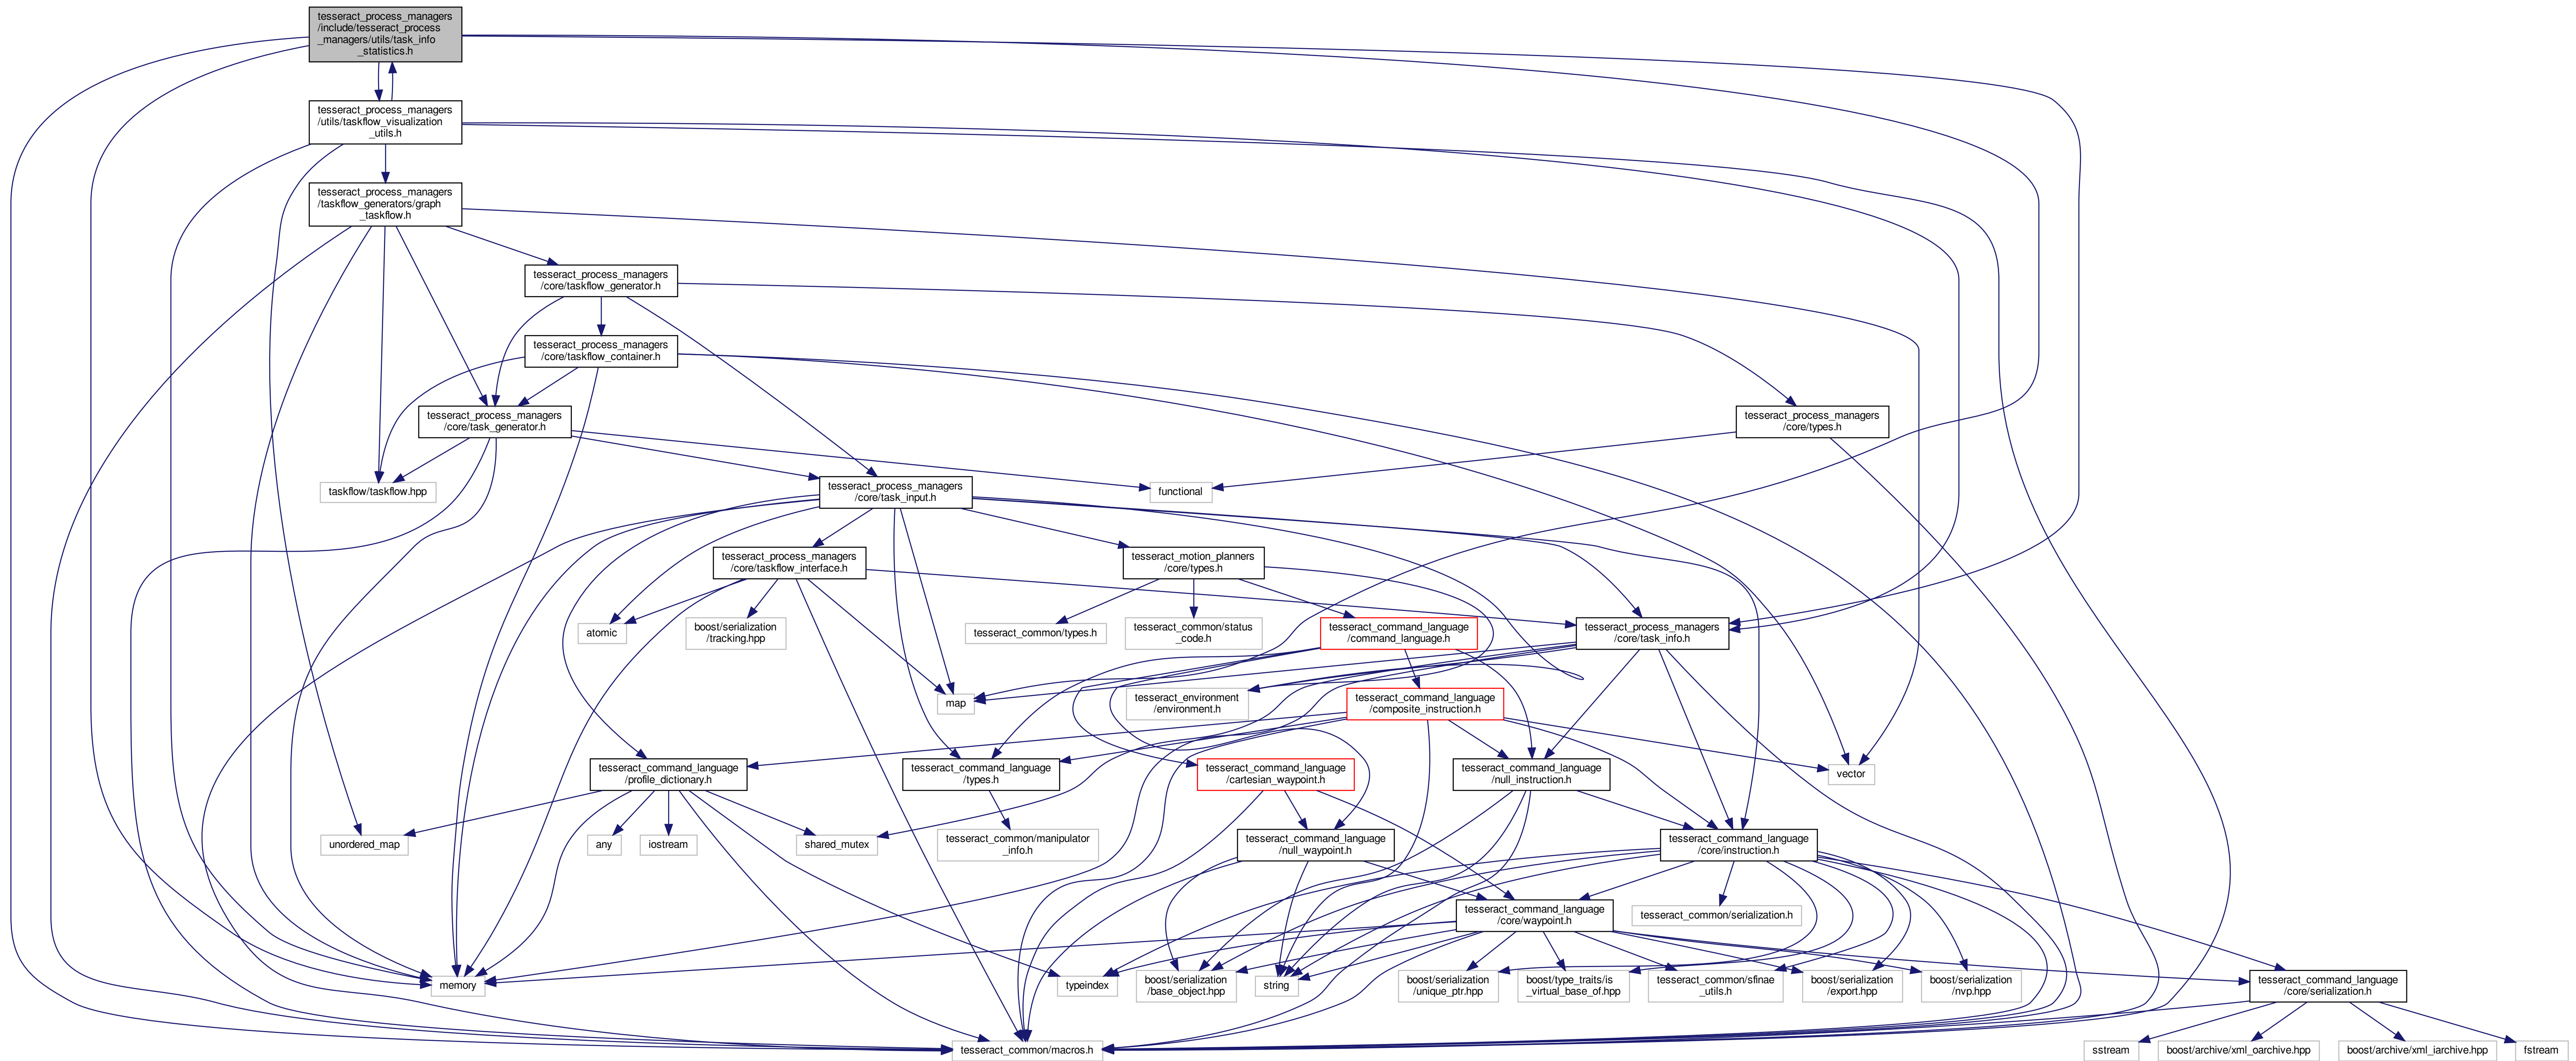 tesseract_process_managers
/include/tesseract_process
_managers/utils/task_info
_statistics.h
tesseract_process_managers
/utils/taskflow_visualization
_utils.h
tesseract_process_managers
/taskflow_generators/graph
_taskflow.h
tesseract_process_managers
/core/taskflow_generator.h
tesseract_process_managers
/core/taskflow_container.h
tesseract_process_managers
/core/task_generator.h
tesseract_process_managers
/core/types.h
taskflow/taskflow.hpp
tesseract_process_managers
/core/task_input.h
functional
tesseract_process_managers
/core/taskflow_interface.h
tesseract_motion_planners
/core/types.h
atomic
boost/serialization
/tracking.hpp
tesseract_common/types.h
tesseract_common/status
_code.h
tesseract_command_language
/command_language.h
tesseract_process_managers
/core/task_info.h
map
tesseract_environment
/environment.h
tesseract_command_language
/composite_instruction.h
tesseract_command_language
/profile_dictionary.h
tesseract_command_language
/types.h
tesseract_command_language
/cartesian_waypoint.h
tesseract_command_language
/null_instruction.h
vector
unordered_map
any
iostream
shared_mutex
tesseract_common/manipulator
_info.h
tesseract_command_language
/null_waypoint.h
tesseract_command_language
/core/instruction.h
tesseract_command_language
/core/waypoint.h
tesseract_common/serialization.h
memory
typeindex
boost/serialization
/base_object.hpp
string
boost/serialization
/unique_ptr.hpp
boost/type_traits/is
_virtual_base_of.hpp
tesseract_common/sfinae
_utils.h
boost/serialization
/export.hpp
boost/serialization
/nvp.hpp
tesseract_command_language
/core/serialization.h
tesseract_common/macros.h
sstream
boost/archive/xml_oarchive.hpp
boost/archive/xml_iarchive.hpp
fstream